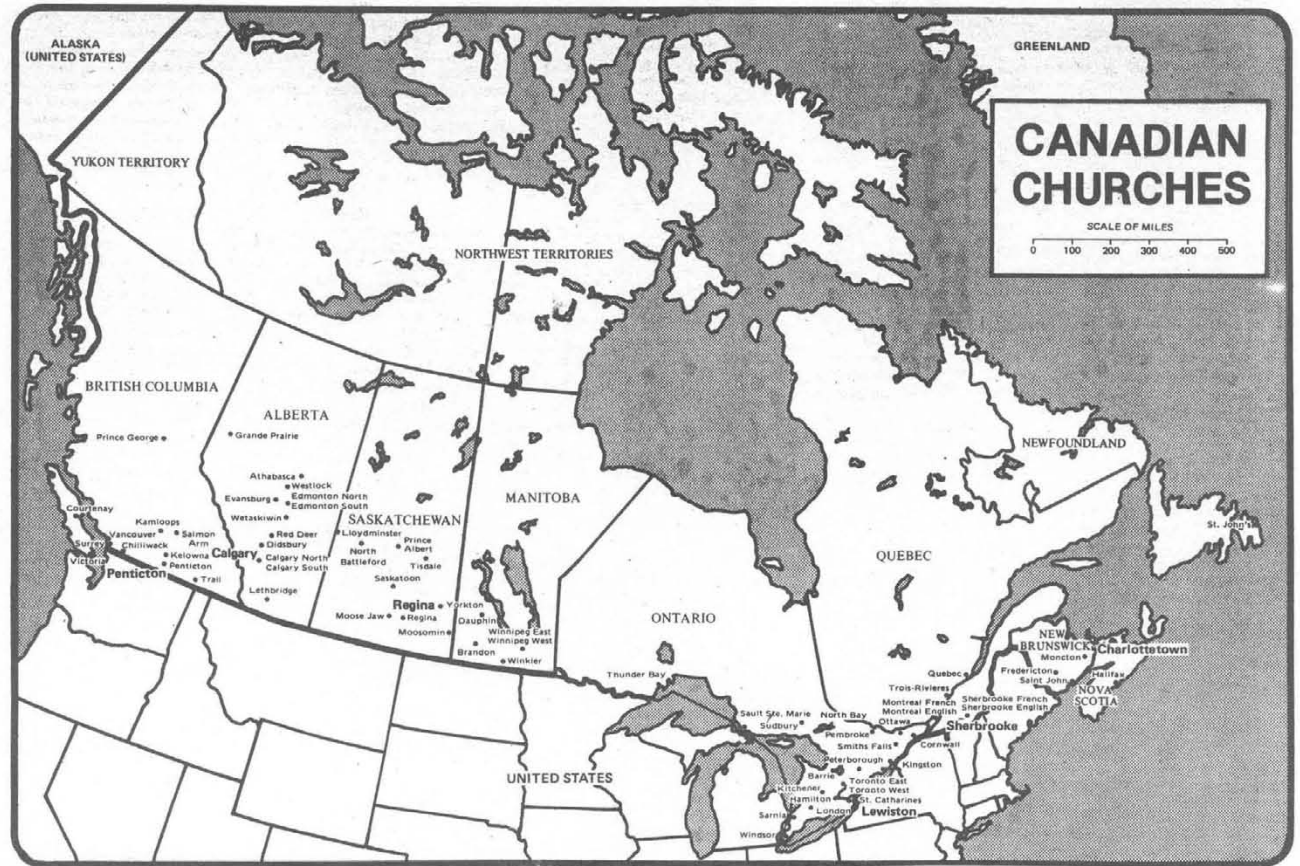 ALASKA
(UNITED STATES)
GREENLAND
CANADIAN
CHURCHES
SCALE OF MILES
0 100 200 300 400 500
YUKON TERRITORY
NORTHWEST TERRITORIES
BRITISH COLUMBIA
Prince George
Courtenay
Kamloops
Vancouver
Salmon
Arm
Chilliwack
Surrey
Kelowna
Victoria
Penticton
Penticton
Trail
ALBERTA
Grande Prairie
Athabasca
Westlock
Evansburg
Edmonton North
Edmonton South
Wetaskiwin
Red Deer
Didsbury
Calgary
Calgary North
Calgary South
Lethbridge
SASKATCHEWAN
Lloydminster
North
Battleford
Prince
Albert
Tisdale
Saskatoon
Regina
Yorkton
Moose Jaw
Regina
Moosomin
MANITOBA
Dauphin
Winnipeg East
Winnipeg West
Brandon
Winkler
ONTARIO
Thunder Bay
Sault Ste. Marie
Sudbury
North Bay
Ottawa
Pembroke
Smiths Falls
Cornwall
Peterborough
Kingston
Barrie
Toronto East
Toronto West
Kitchener
Hamilton
St. Catharines
London
Lewiston
Sarnia
Windsor
QUEBEC
Quebec
Trois-Rivieres
Montreal French
Montreal English
Sherbrooke French
Sherbrooke English
Sherbrooke
NEWFOUNDLAND
St. John's
NEW
BRUNSWICK
Moncton
Charlottetown
Fredericton
Saint John
Halifax
NOVA
SCOTIA
UNITED STATES